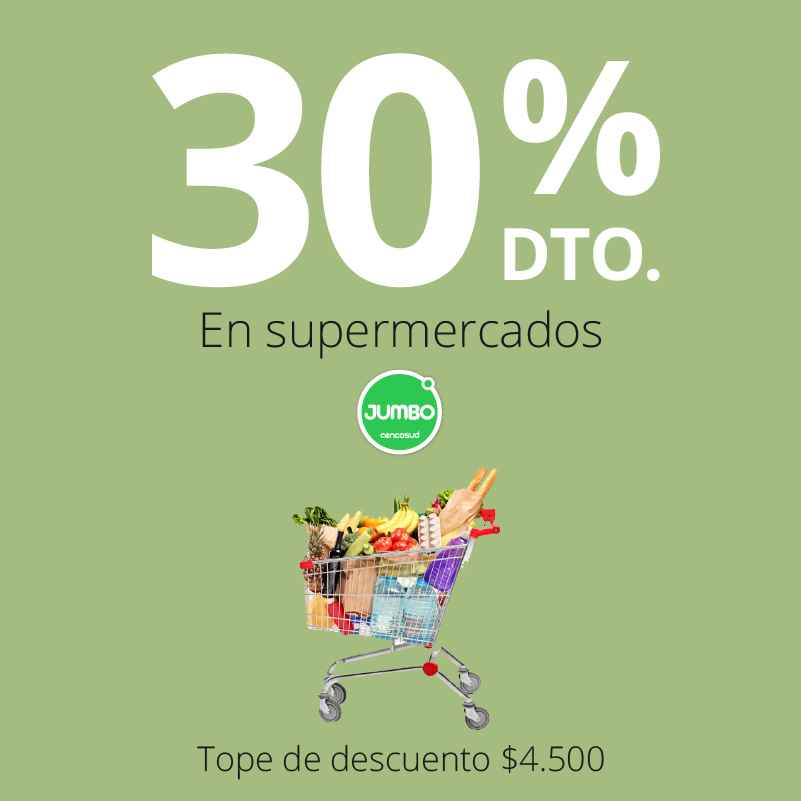 30%
DTO.
En supermercados
JUMBO
cencosud
Tope de descuento $4.500